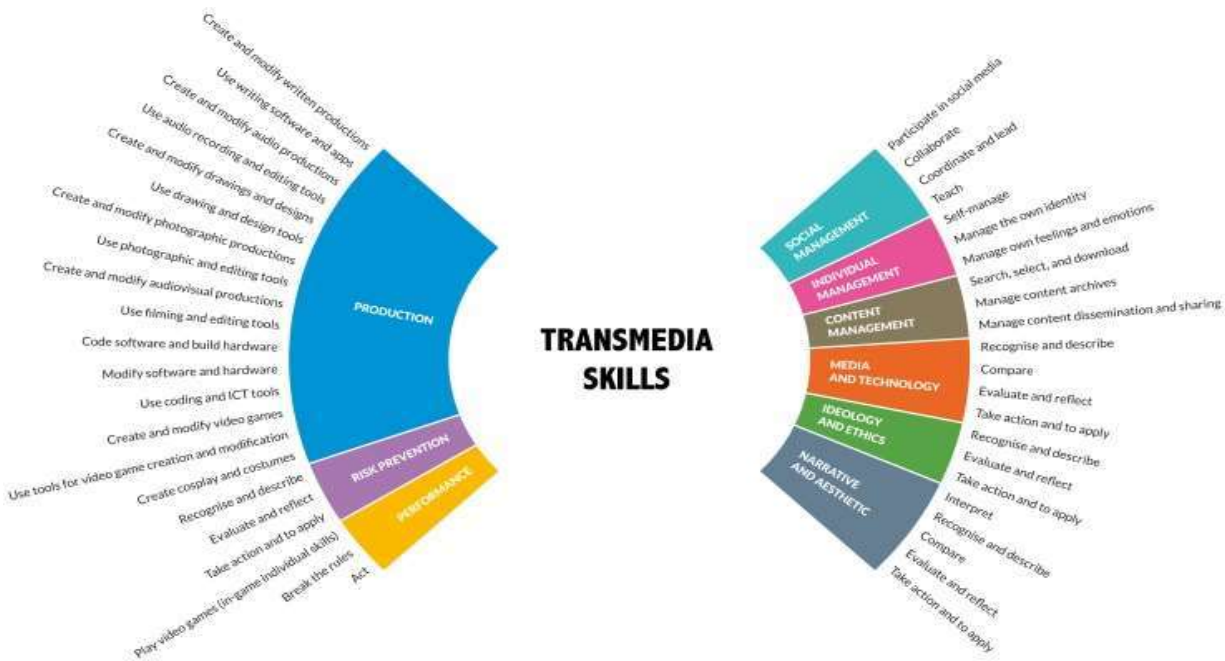 Create and modify written productions
Use writing software and apps
Create and modify audio productions
Use audio recording and editing tools
Create and modify drawings and designs
Use drawing and design tools
Create and modify photographic productions
Use photographic and editing tools
Create and modify audiovisual productions
Use filming and editing tools
Code software and build hardware
Modify software and hardware
Use coding and ICT tools
Create and modify video games
Use tools for video game creation and modification
Create cosplay and costumes
Recognise and describe
Evaluate and reflect
Take action and to apply
Play video games (in-game individual skills)
Break the rules
Act
PRODUCTION
RISK PREVENTION
PERFORMANCE
TRANSMEDIA
SKILLS
SOCIAL
MANAGEMENT
INDIVIDUAL
MANAGEMENT
CONTENT
MANAGEMENT
MEDIA
AND TECHNOLOGY
IDEOLOGY
AND ETHICS
NARRATIVE
AND AESTHETIC
Participate in social media
Collaborate
Coordinate and lead
Teach
Self-manage
Manage the own identity
Manage own feelings and emotions
Search, select, and download
Manage content archives
Manage content dissemination and sharing
Recognise and describe
Compare
Evaluate and reflect
Take action and to apply
Recognise and describe
Evaluate and reflect
Take action and to apply
Interpret
Recognise and describe
Compare
Evaluate and reflect
Take action and to apply